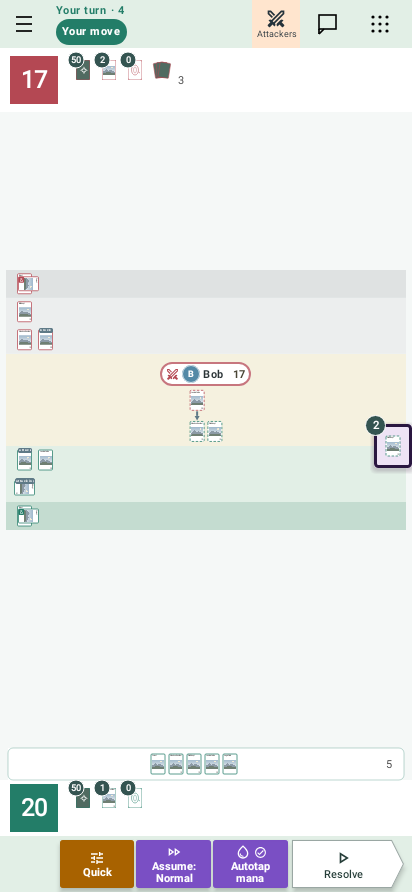 Your turn · 4
Your move
Attackers
17
50
2
0
3
B Bob 17
2
5
20
50
1
0
Quick
Assume:
Normal
Autotap
mana
Resolve